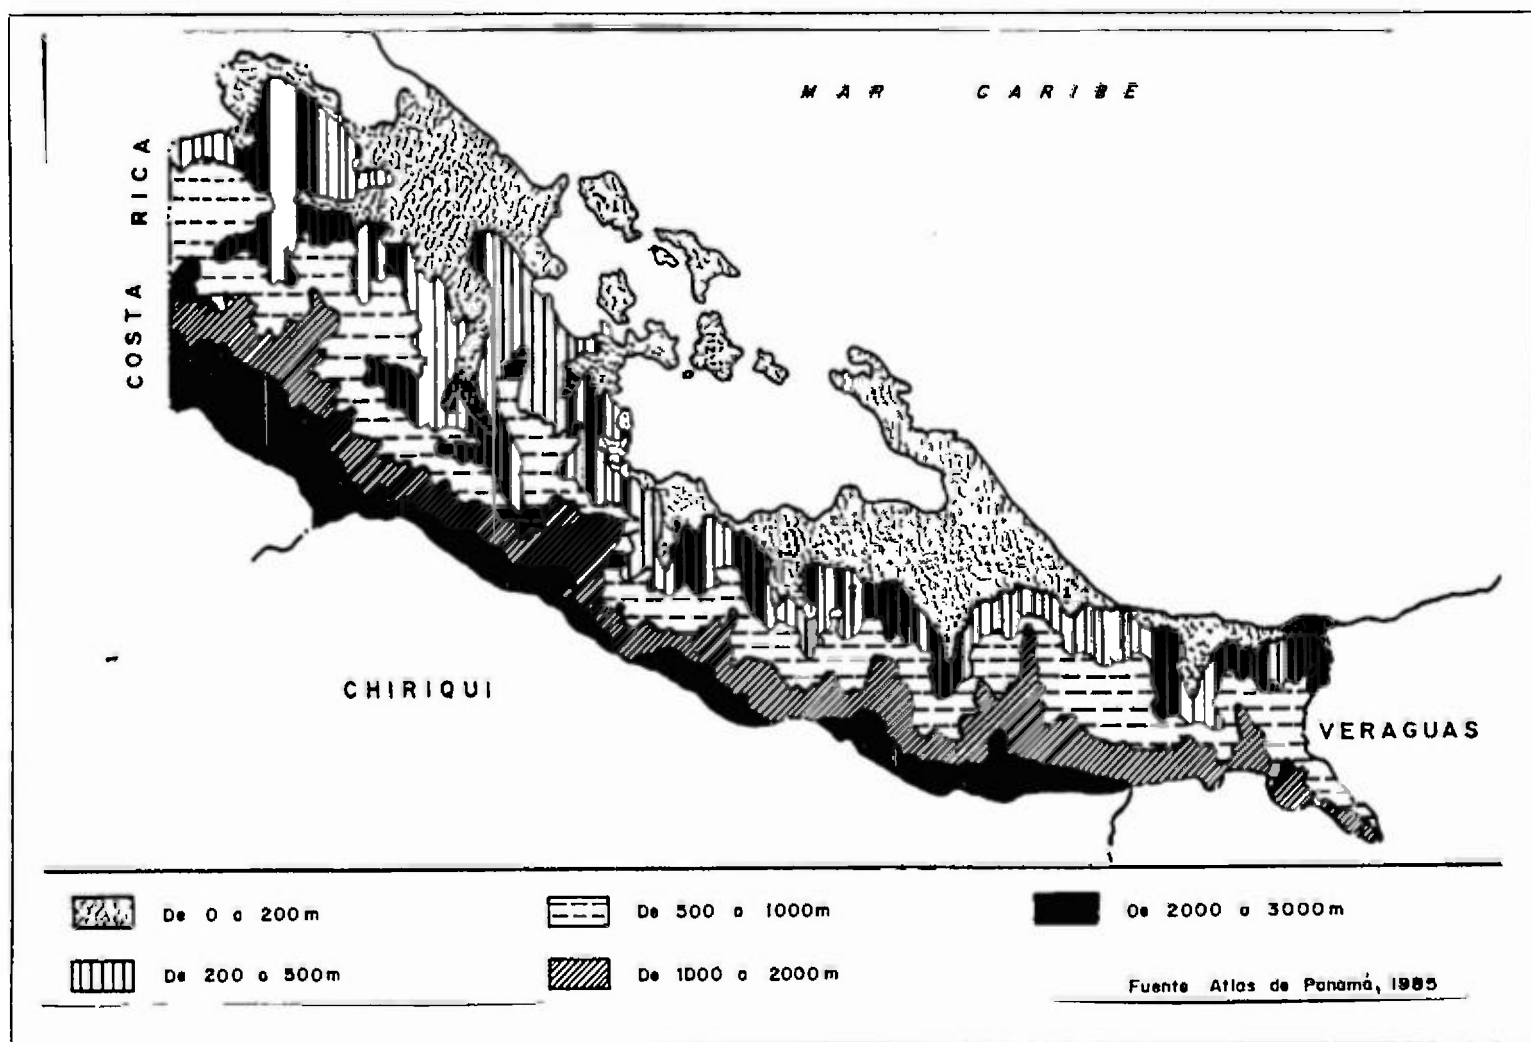 MAR CARIBE
COSTA RICA
CHIRIQUI
VERAGUAS
De 0 a 200m
De 500 a 1000m
De 2000 a 3000m
De 200 a 500m
De 1000 a 2000m
Fuente Atlas de Panamá, 1985